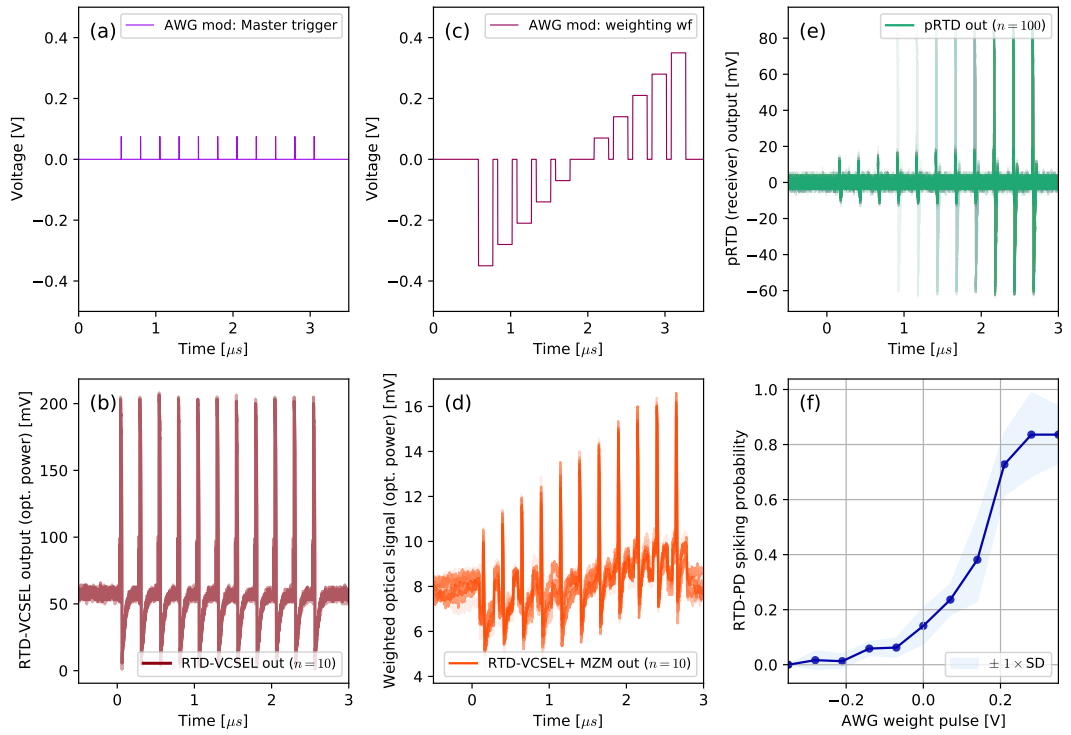 (a)
AWG mod: Master trigger
Voltage [V]
0.4
0.2
0.0
−0.2
−0.4
0
1
2
3
Time [μs]
(c)
AWG mod: weighting wf
Voltage [V]
0.4
0.2
0.0
−0.2
−0.4
0
1
2
3
Time [μs]
(e)
pRTD out (n = 100)
pRTD (receiver) output [mV]
80
60
40
20
0
−20
−40
−60
0
1
2
3
Time [μs]
(b)
RTD-VCSEL out (n = 10)
RTD-VCSEL output (opt. power) [mV]
200
150
100
50
0
0
1
2
3
Time [μs]
(d)
RTD-VCSEL+ MZM out (n = 10)
Weighted optical signal (opt. power) [mV]
16
14
12
10
8
6
4
0
1
2
3
Time [μs]
(f)
± 1 × SD
RTD-PD spiking probability
1.0
0.8
0.6
0.4
0.2
0.0
−0.2
0.0
0.2
AWG weight pulse [V]